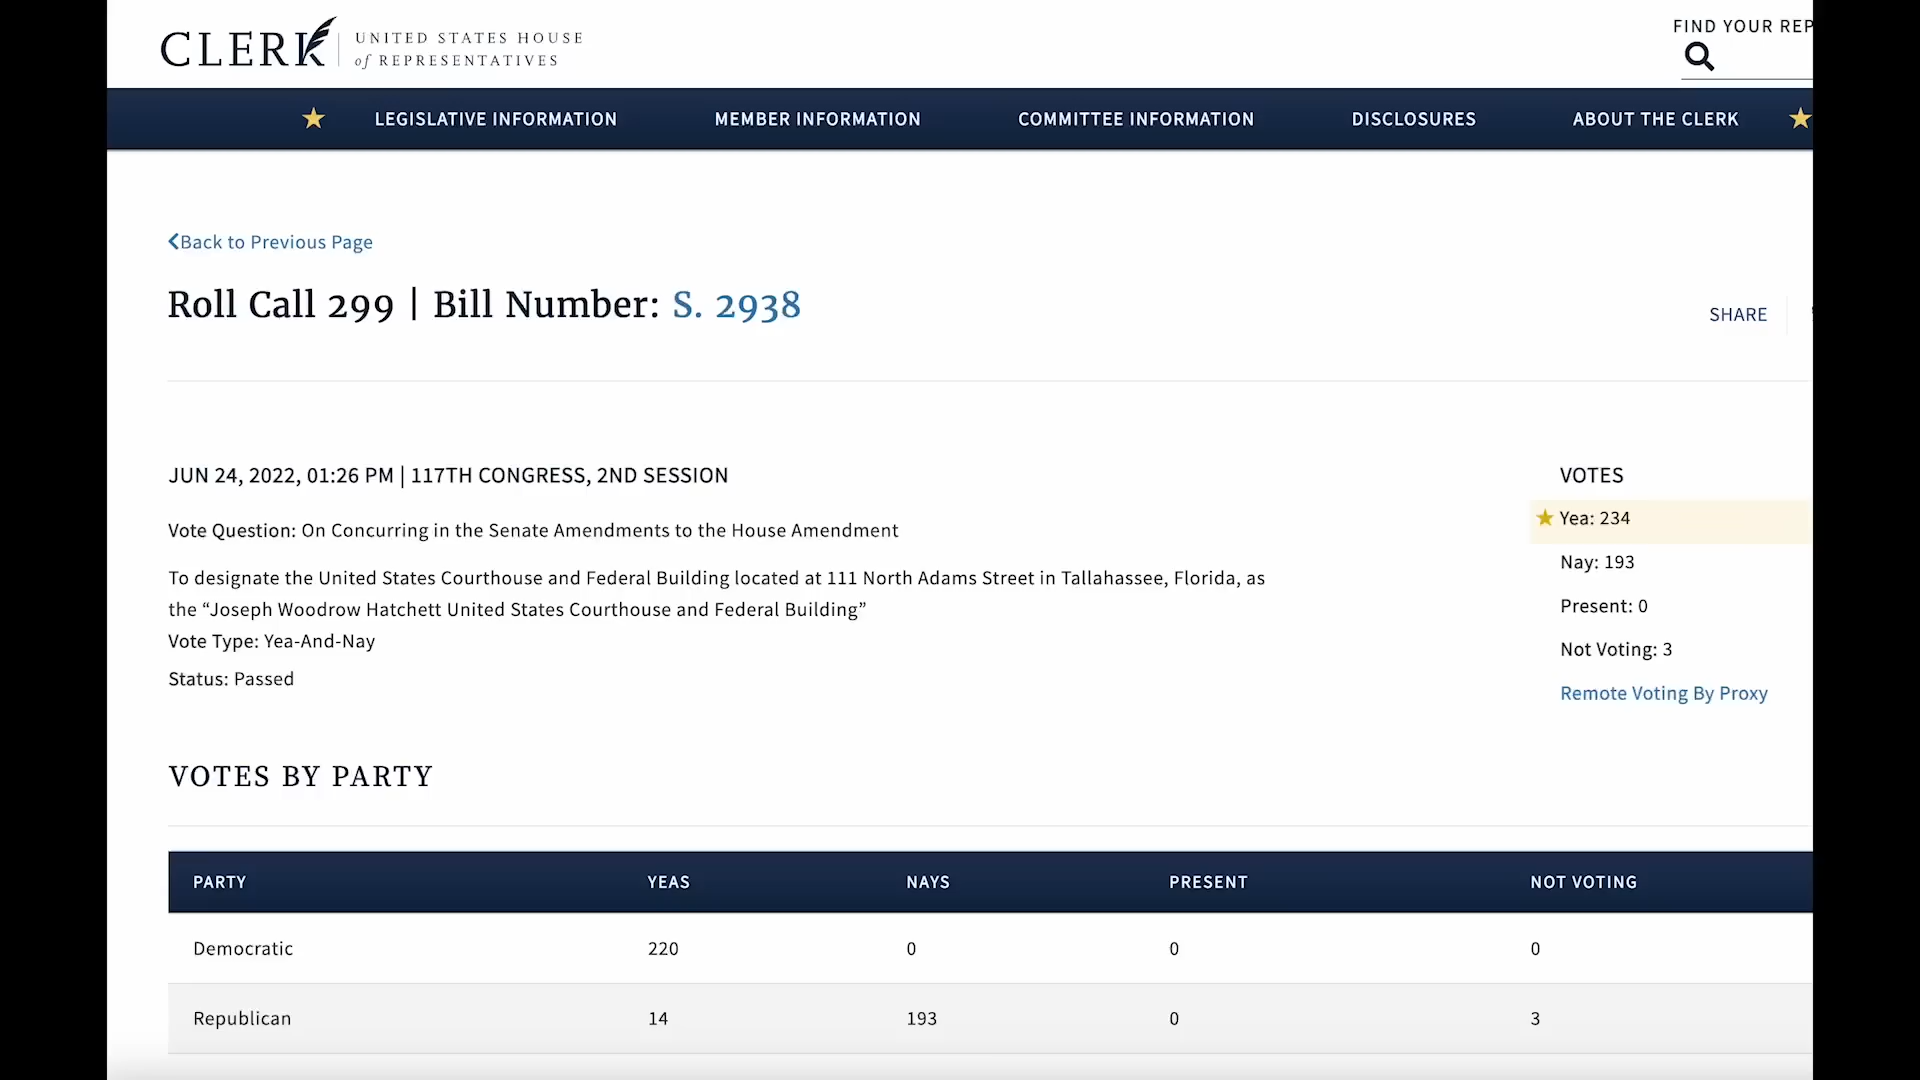 CLERK
UNITED STATES HOUSE
of REPRESENTATIVES
FIND YOUR REP
LEGISLATIVE INFORMATION
MEMBER INFORMATION
COMMITTEE INFORMATION
DISCLOSURES
ABOUT THE CLERK
Back to Previous Page
Roll Call 299 | Bill Number: S. 2938
SHARE
JUN 24, 2022, 01:26 PM | 117TH CONGRESS, 2ND SESSION
Vote Question: On Concurring in the Senate Amendments to the House Amendment
To designate the United States Courthouse and Federal Building located at 111 North Adams Street in Tallahassee, Florida, as
the “Joseph Woodrow Hatchett United States Courthouse and Federal Building”
Vote Type: Yea-And-Nay
Status: Passed
VOTES
Yea: 234
Nay: 193
Present: 0
Not Voting: 3
Remote Voting By Proxy
VOTES BY PARTY
PARTY YEAS NAYS PRESENT NOT VOTING
Democratic 220 0 0 0
Republican 14 193 0 3